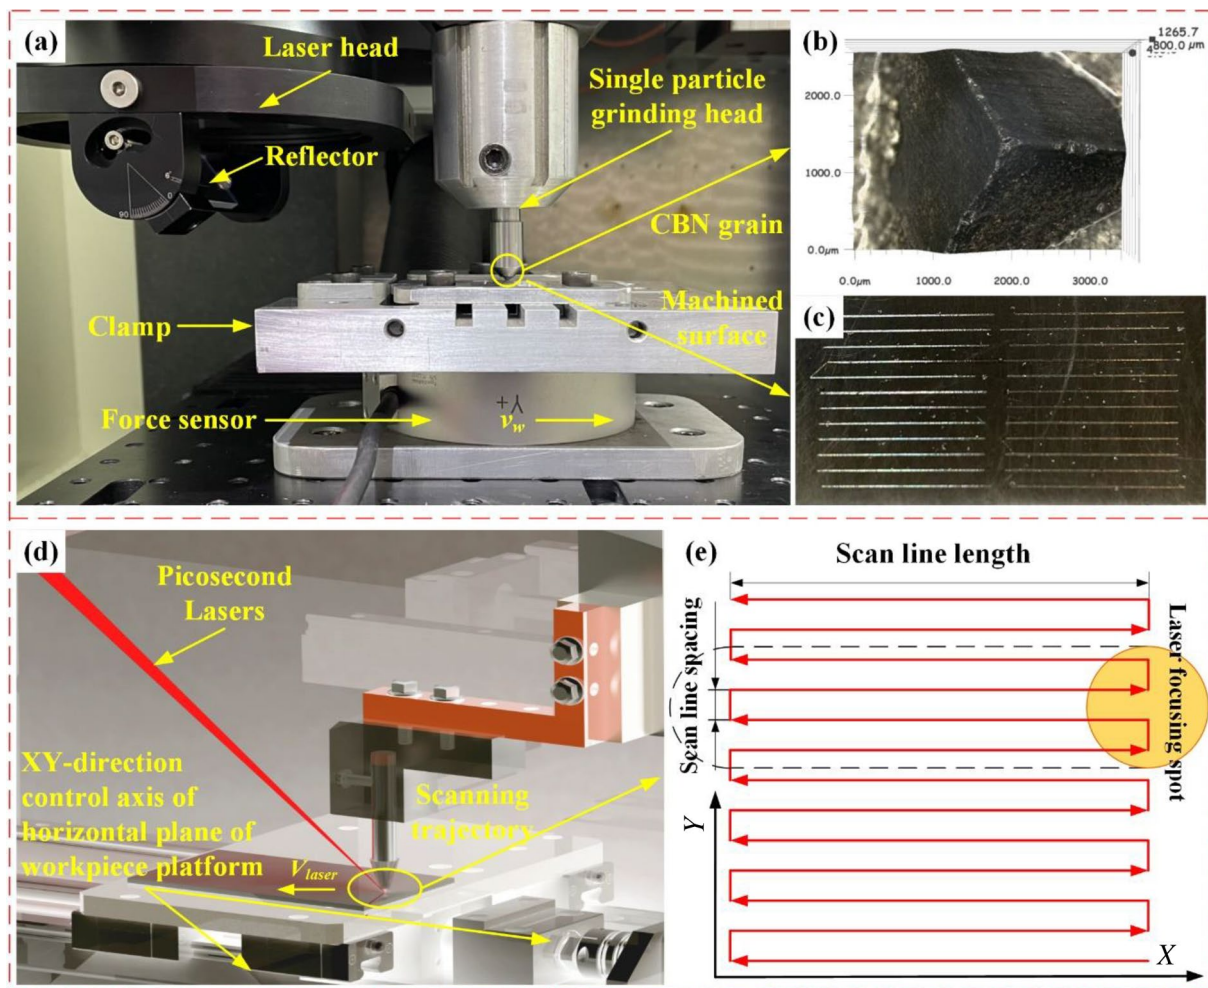 (a)
Laser head
Reflector
Single particle
grinding head
CBN grain
Clamp
Machined
surface
Force sensor
v_w
90
0
(b)
1265.7
800.0 μm
2000.0
1000.0
0.0μm
0.0μm
1000.0
2000.0
3000.0
(c)
(d)
Picosecond
Lasers
XY-direction
control axis of
horizontal plane of
workpiece platform
V_laser
Scanning
trajectory
(e)
Scan line length
Scan line spacing
Laser focusing spot
Y
X